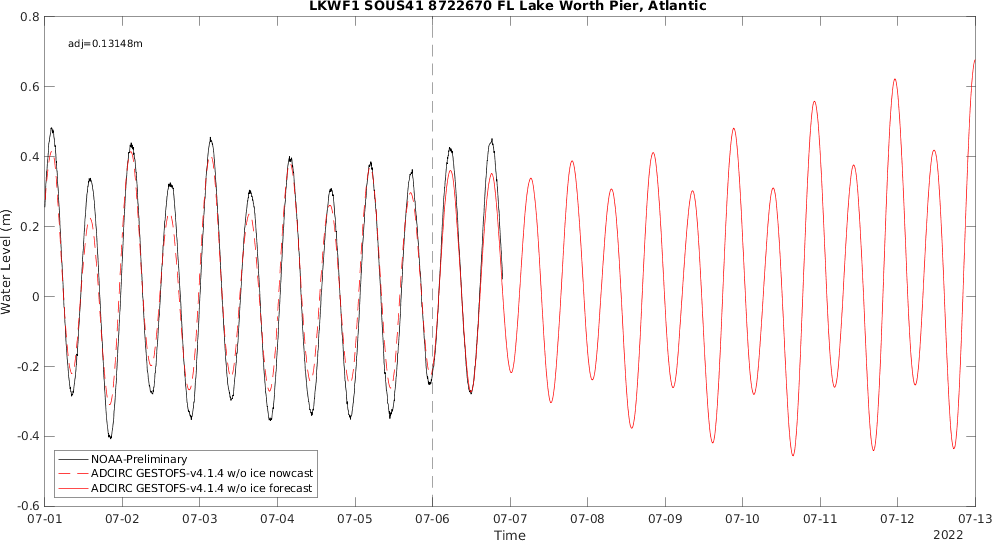 LKWF1 SOUS41 8722670 FL Lake Worth Pier, Atlantic
0.8
adj=0.13148m
0.6
0.4
0.2
0
-0.2
-0.4
-0.6
Water Level (m)
NOAA-Preliminary
ADCIRC GESTOFS-v4.1.4 w/o ice nowcast
ADCIRC GESTOFS-v4.1.4 w/o ice forecast
07-01 07-02 07-03 07-04 07-05 07-06 07-07 07-08 07-09 07-10 07-11 07-12 07-13
Time
2022